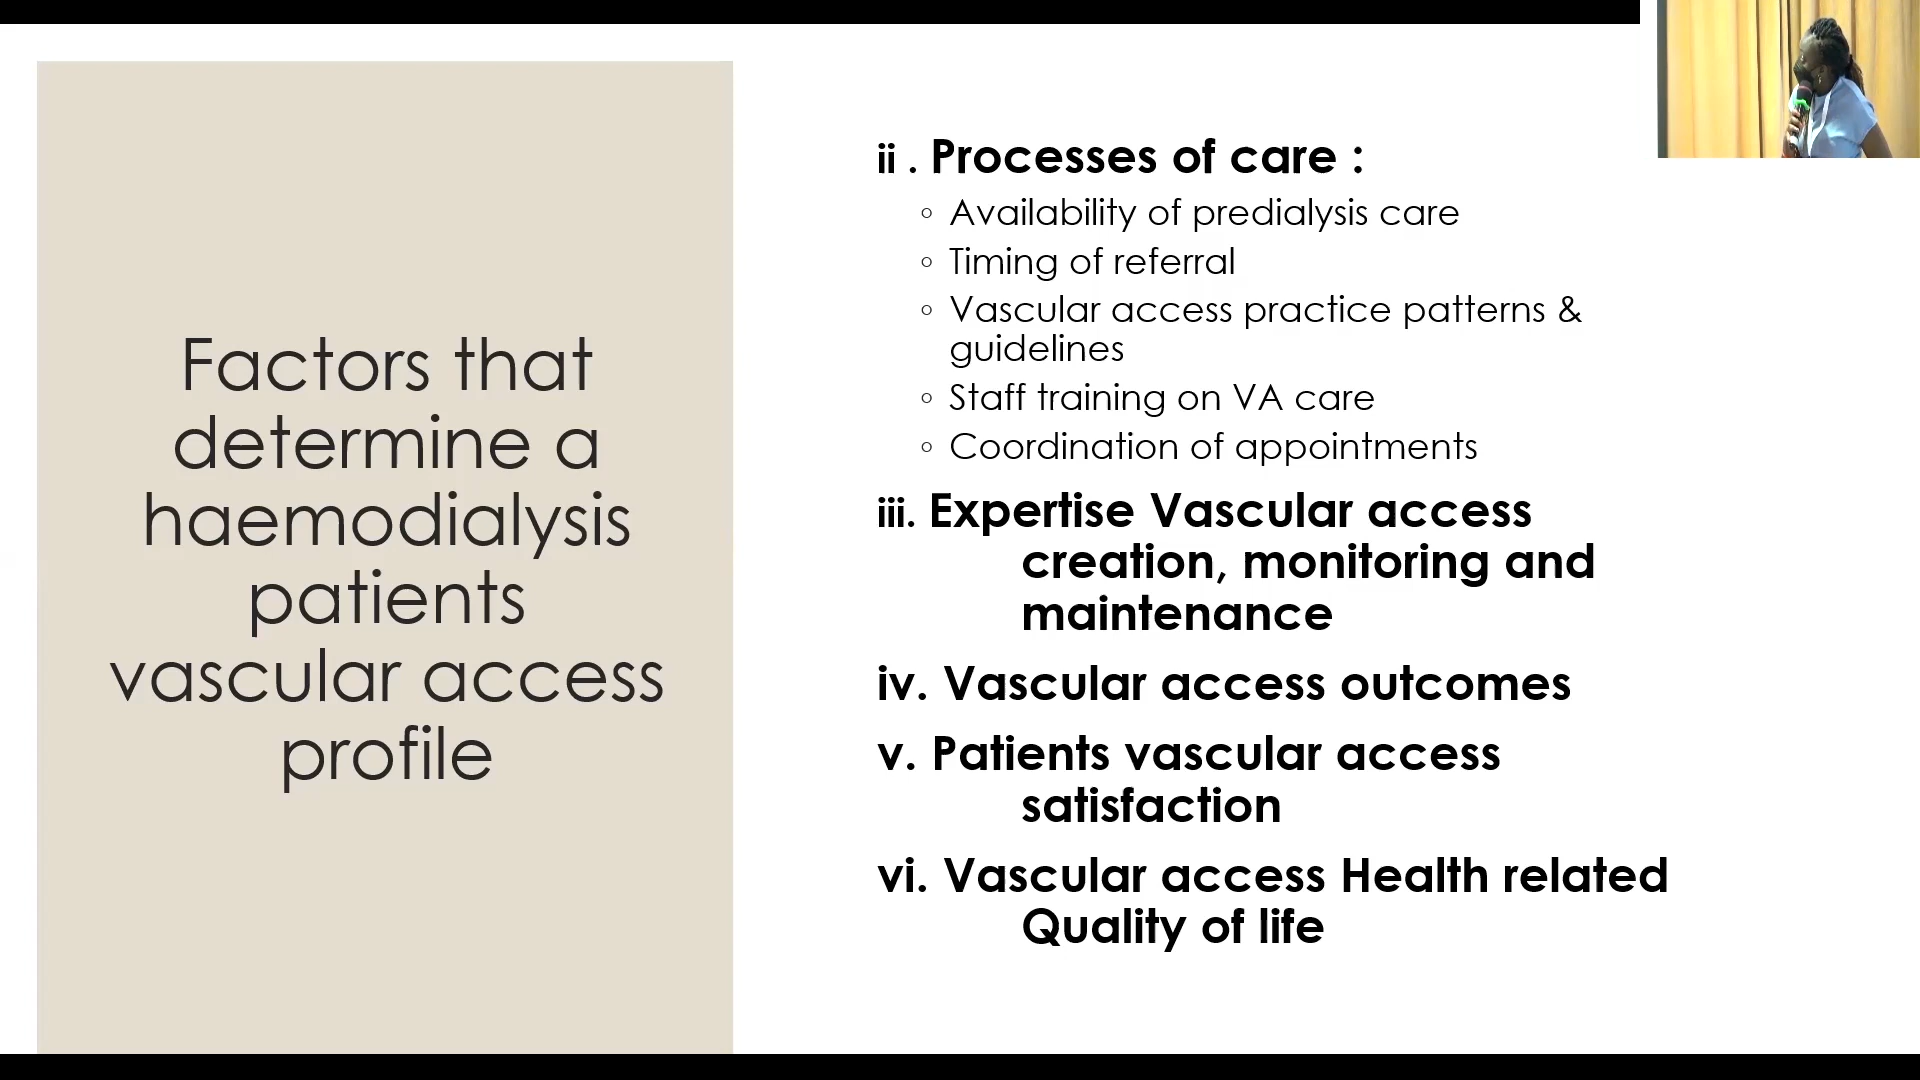 Factors that
determine a
haemodialysis
patients
vascular access
profile
ii . Processes of care :
◦ Availability of predialysis care
◦ Timing of referral
◦ Vascular access practice patterns &
guidelines
◦ Staff training on VA care
◦ Coordination of appointments
iii. Expertise Vascular access
creation, monitoring and
maintenance
iv. Vascular access outcomes
v. Patients vascular access
satisfaction
vi. Vascular access Health related
Quality of life